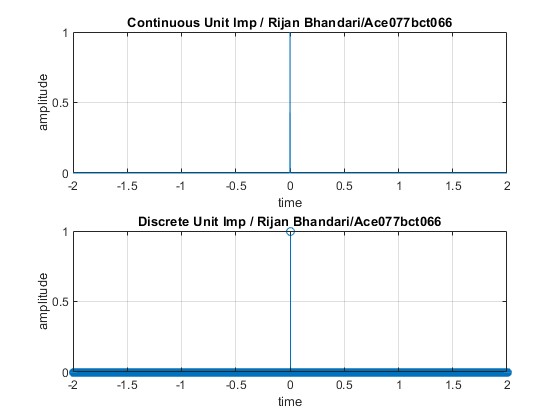 Continuous Unit Imp / Rijan Bhandari/Ace077bct066
1
0.5
0
amplitude
-2 -1.5 -1 -0.5 0 0.5 1 1.5 2
time
Discrete Unit Imp / Rijan Bhandari/Ace077bct066
1
0.5
0
amplitude
-2 -1.5 -1 -0.5 0 0.5 1 1.5 2
time